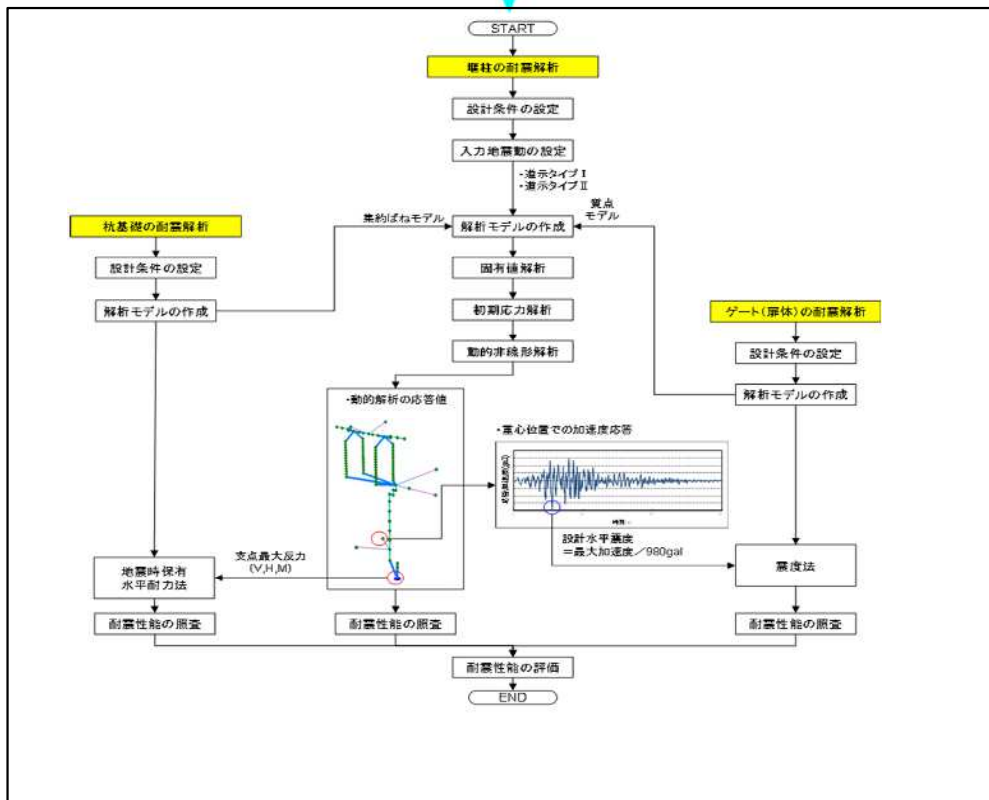 START
堰柱の耐震解析
設計条件の設定
入力地震動の設定
・道示タイプⅠ
・道示タイプⅡ
集約ばねモデル
質点
モデル
解析モデルの作成
杭基礎の耐震解析
設計条件の設定
解析モデルの作成
固有値解析
初期応力解析
動的非線形解析
ゲート(扉体)の耐震解析
設計条件の設定
解析モデルの作成
・動的解析の応答値
・重心位置での加速度応答
設計水平震度
＝最大加速度／980gal
支点最大反力
(V,H,M)
地震時保有
水平耐力法
震度法
耐震性能の照査
耐震性能の照査
耐震性能の照査
耐震性能の評価
END